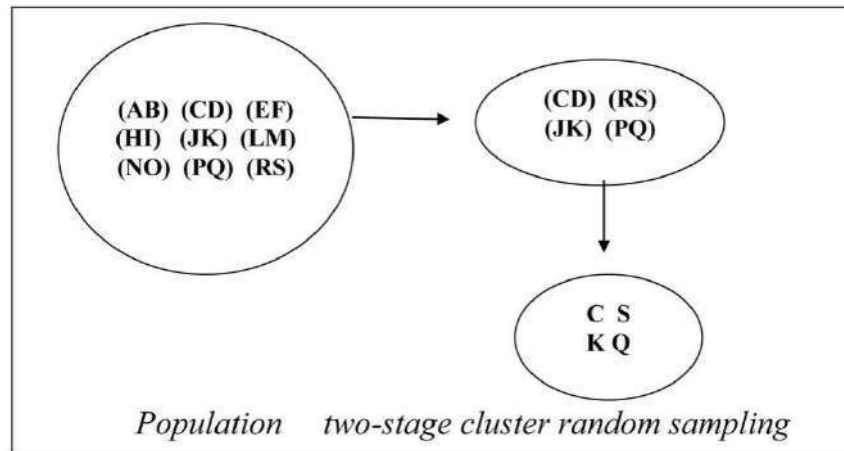 (AB) (CD) (EF)
(HI) (JK) (LM)
(NO) (PQ) (RS)
(CD) (RS)
(JK) (PQ)
C S
K Q
Population two-stage cluster random sampling